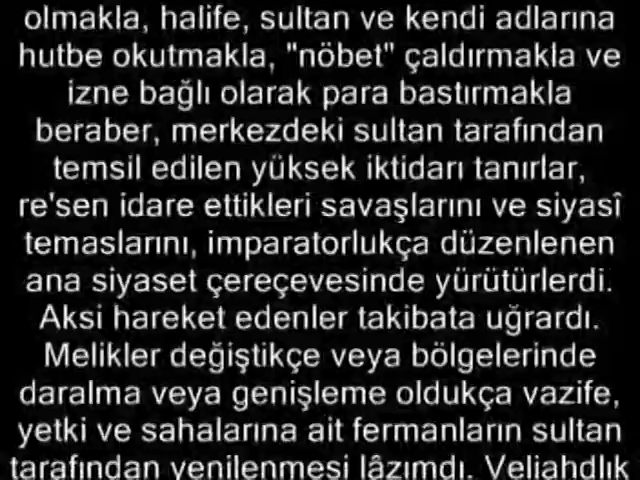 olmakla, halife, sultan ve kendi adlarına
hutbe okutmakla, "nöbet" çaldırmakla ve
izne bağlı olarak para bastırmakla
beraber, merkezdeki sultan tarafından
temsil edilen yüksek iktidarı tanırlar,
re'sen idare ettikleri savaşlarını ve siyasî
temaslarını, imparatorlukça düzenlenen
ana siyaset çereçevesinde yürütürlerdi.
Aksi hareket edenler takibata uğrardı.
Melikler değiştikçe veya bölgelerinde
daralma veya genişleme oldukça vazife,
yetki ve sahalarına ait fermanların sultan
tarafından yenilenmesi lâzımdı. Veliahdlık